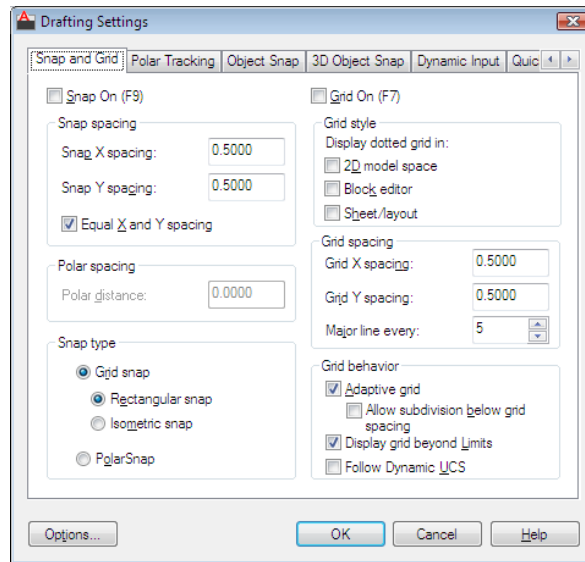 Drafting Settings
Snap and Grid
Polar Tracking
Object Snap
3D Object Snap
Dynamic Input
Quic
Snap On (F9)
Snap spacing
Snap X spacing: 0.5000
Snap Y spacing: 0.5000
Equal X and Y spacing
Polar spacing
Polar distance: 0.0000
Snap type
Grid snap
Rectangular snap
Isometric snap
PolarSnap
Grid On (F7)
Grid style
Display dotted grid in:
2D model space
Block editor
Sheet/layout
Grid spacing
Grid X spacing: 0.5000
Grid Y spacing: 0.5000
Major line every: 5
Grid behavior
Adaptive grid
Allow subdivision below grid
spacing
Display grid beyond Limits
Follow Dynamic UCS
Options...
OK
Cancel
Help